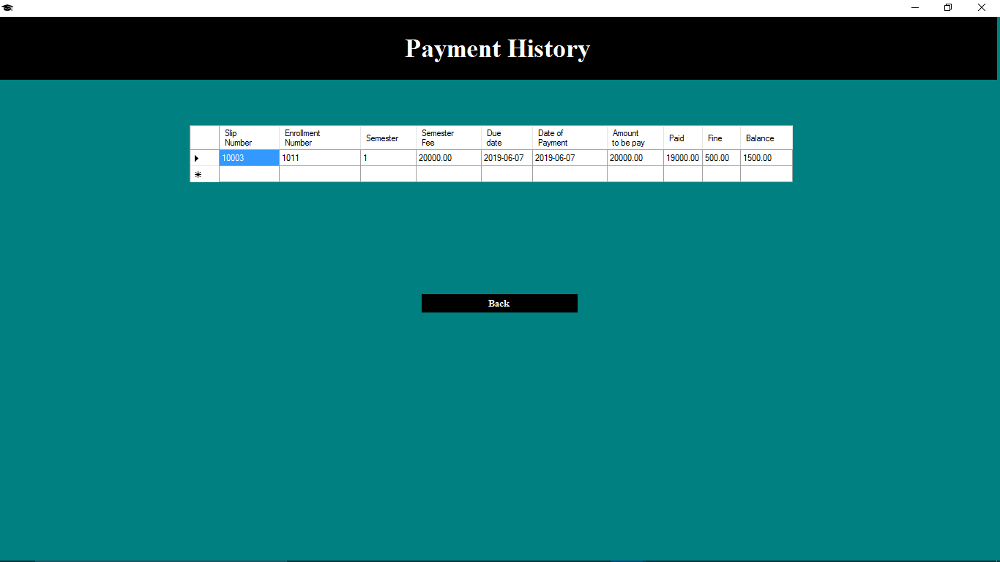 Payment History
Slip Number Enrollment Number Semester Semester Fee Due date Date of Payment Amount to be pay Paid Fine Balance
10003 1011 1 20000.00 2019-06-07 2019-06-07 20000.00 19000.00 500.00 1500.00
Back